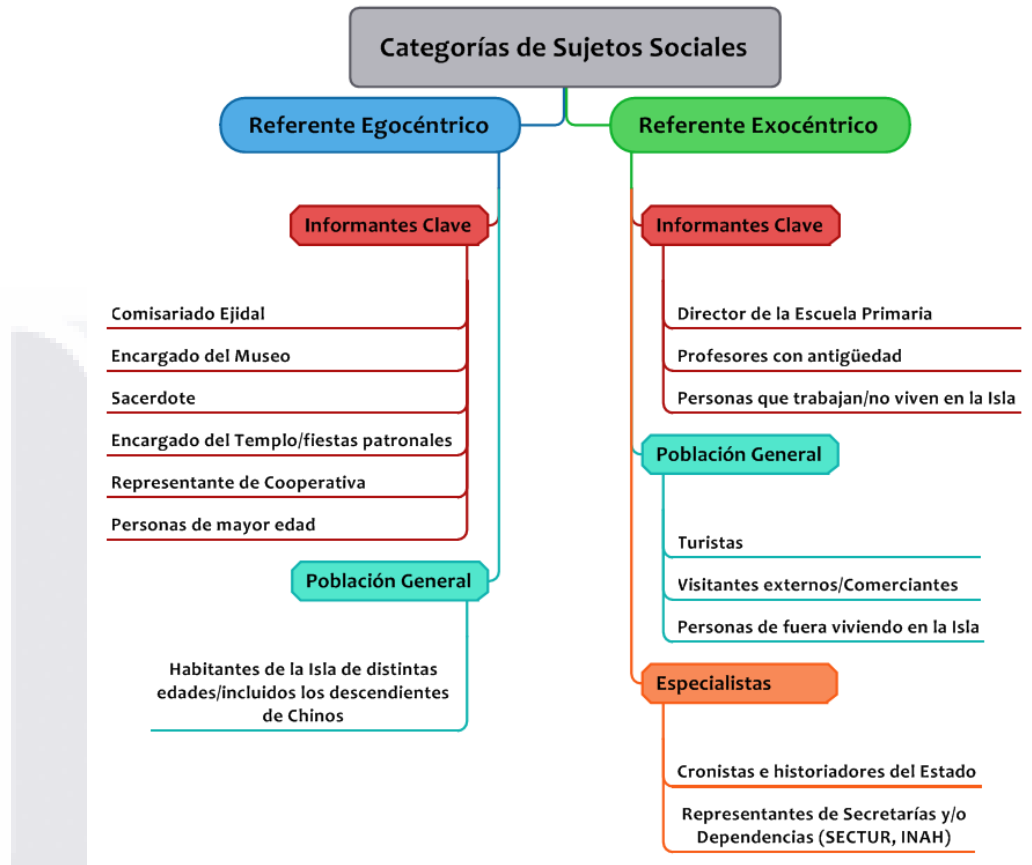 Categorías de Sujetos Sociales
Referente Egocéntrico
Informantes Clave
Comisariado Ejidal
Encargado del Museo
Sacerdote
Encargado del Templo/fiestas patronales
Representante de Cooperativa
Personas de mayor edad
Población General
Habitantes de la Isla de distintas
edades/incluidos los descendientes
de Chinos
Referente Exocéntrico
Informantes Clave
Director de la Escuela Primaria
Profesores con antigüedad
Personas que trabajan/no viven en la Isla
Población General
Turistas
Visitantes externos/Comerciantes
Personas de fuera viviendo en la Isla
Especialistas
Cronistas e historiadores del Estado
Representantes de Secretarías y/o
Dependencias (SECTUR, INAH)